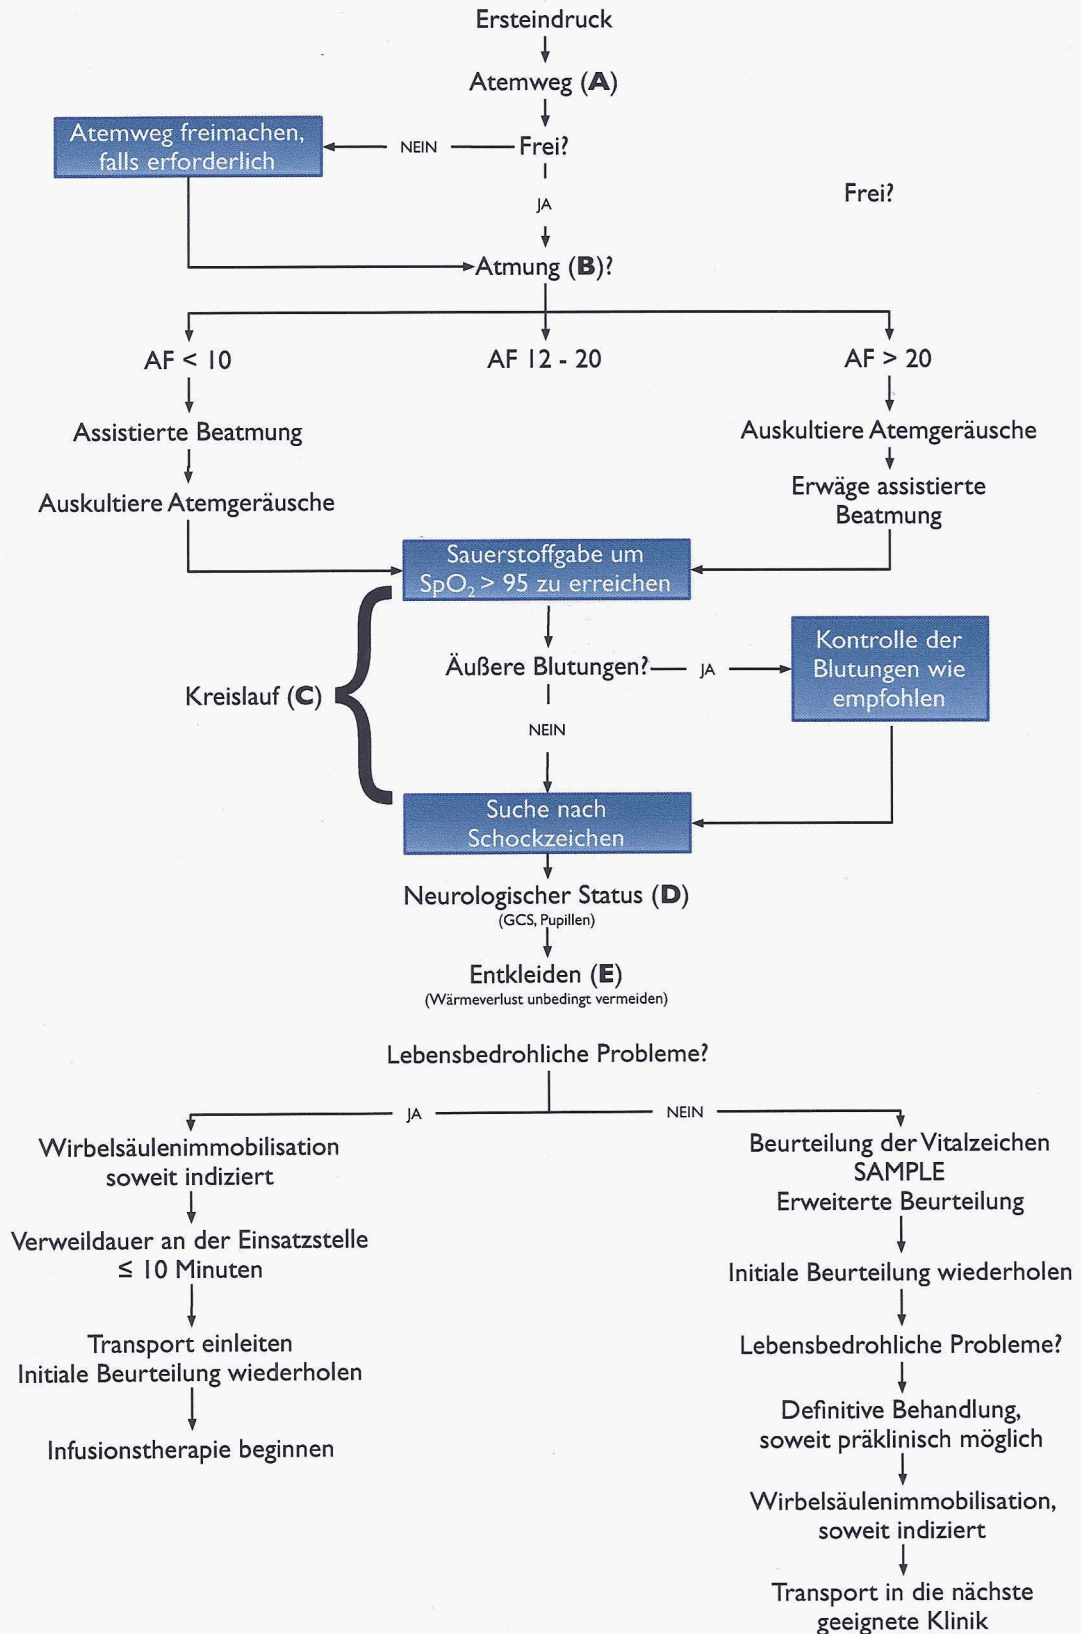 Ersteindruck
Atemweg (A)
Atemweg freimachen,
falls erforderlich
NEIN
Frei?
JA
Frei?
Atmung (B)?
AF < 10
AF 12 - 20
AF > 20
Assistierte Beatmung
Auskultiere Atemgeräusche
Auskultiere Atemgeräusche
Erwäge assistierte
Beatmung
Sauerstoffgabe um
SpO₂ > 95 zu erreichen
Äußere Blutungen?
JA
Kontrolle der
Blutungen wie
empfohlen
Kreislauf (C)
NEIN
Suche nach
Schockzeichen
Neurologischer Status (D)
(GCS, Pupillen)
Entkleiden (E)
(Wärmeverlust unbedingt vermeiden)
Lebensbedrohliche Probleme?
JA
NEIN
Wirbelsäulenimmobilisation
soweit indiziert
Verweildauer an der Einsatzstelle
≤ 10 Minuten
Transport einleiten
Initiale Beurteilung wiederholen
Infusionstherapie beginnen
Beurteilung der Vitalzeichen
SAMPLE
Erweiterte Beurteilung
Initiale Beurteilung wiederholen
Lebensbedrohliche Probleme?
Definitive Behandlung,
soweit präklinisch möglich
Wirbelsäulenimmobilisation,
soweit indiziert
Transport in die nächste
geeignete Klinik